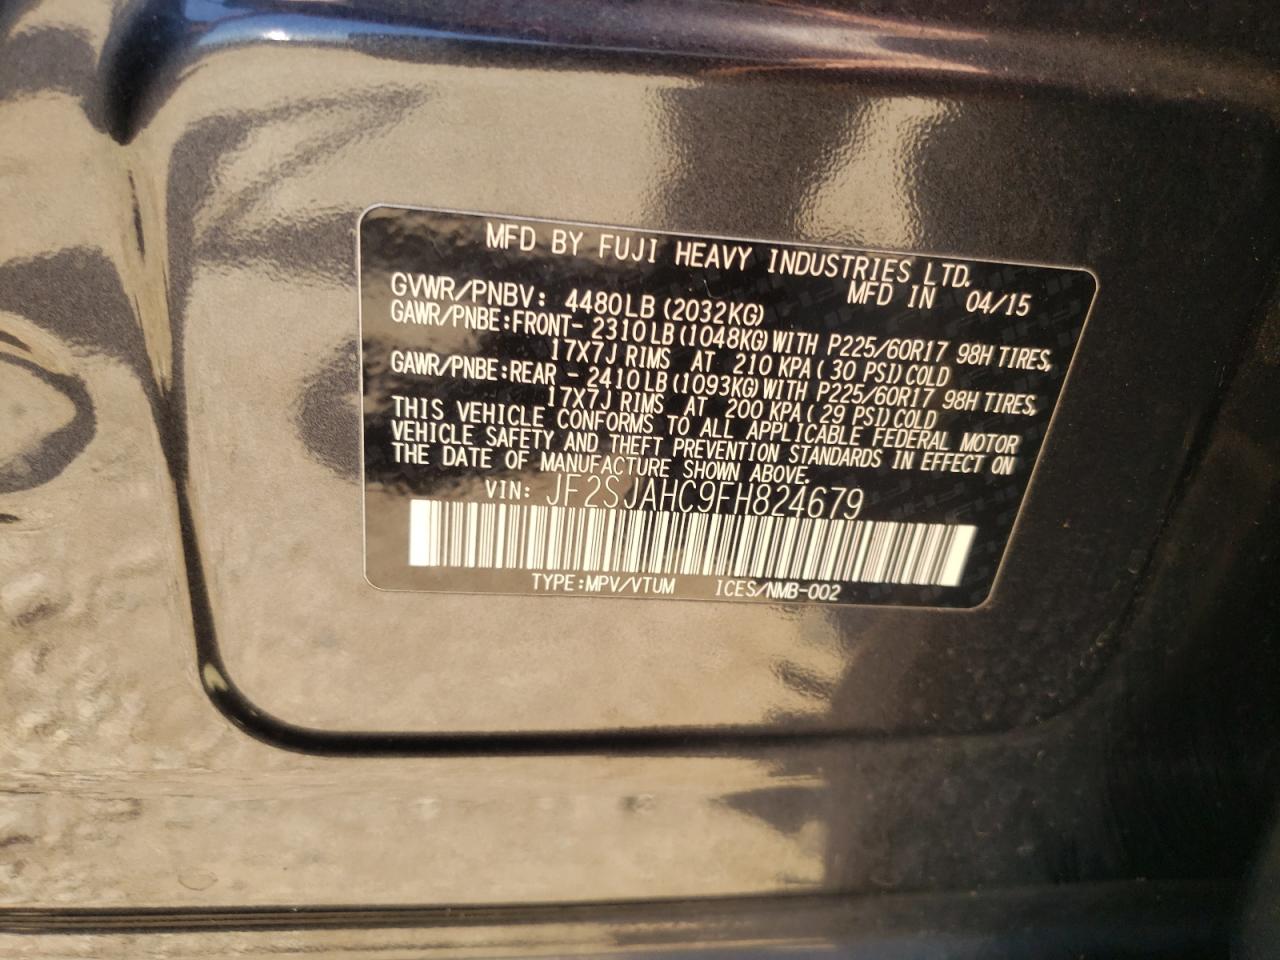 MFD BY FUJI HEAVY INDUSTRIES LTD.
MFD IN 04/15
GVWR/PNBV: 4480LB (2032KG)
GAWR/PNBE:FRONT- 2310LB (1048KG) WITH P225/60R17 98H TIRES,
17X7J RIMS AT 210 KPA ( 30 PSI) COLD
GAWR/PNBE:REAR - 2410LB (1093KG) WITH P225/60R17 98H TIRES,
17X7J RIMS AT 200 KPA ( 29 PSI) COLD
THIS VEHICLE CONFORMS TO ALL APPLICABLE FEDERAL MOTOR
VEHICLE SAFETY AND THEFT PREVENTION STANDARDS IN EFFECT ON
THE DATE OF MANUFACTURE SHOWN ABOVE.
VIN: JF2SJAHC9FH824679
TYPE:MPV/VTUM ICES/NMB-002